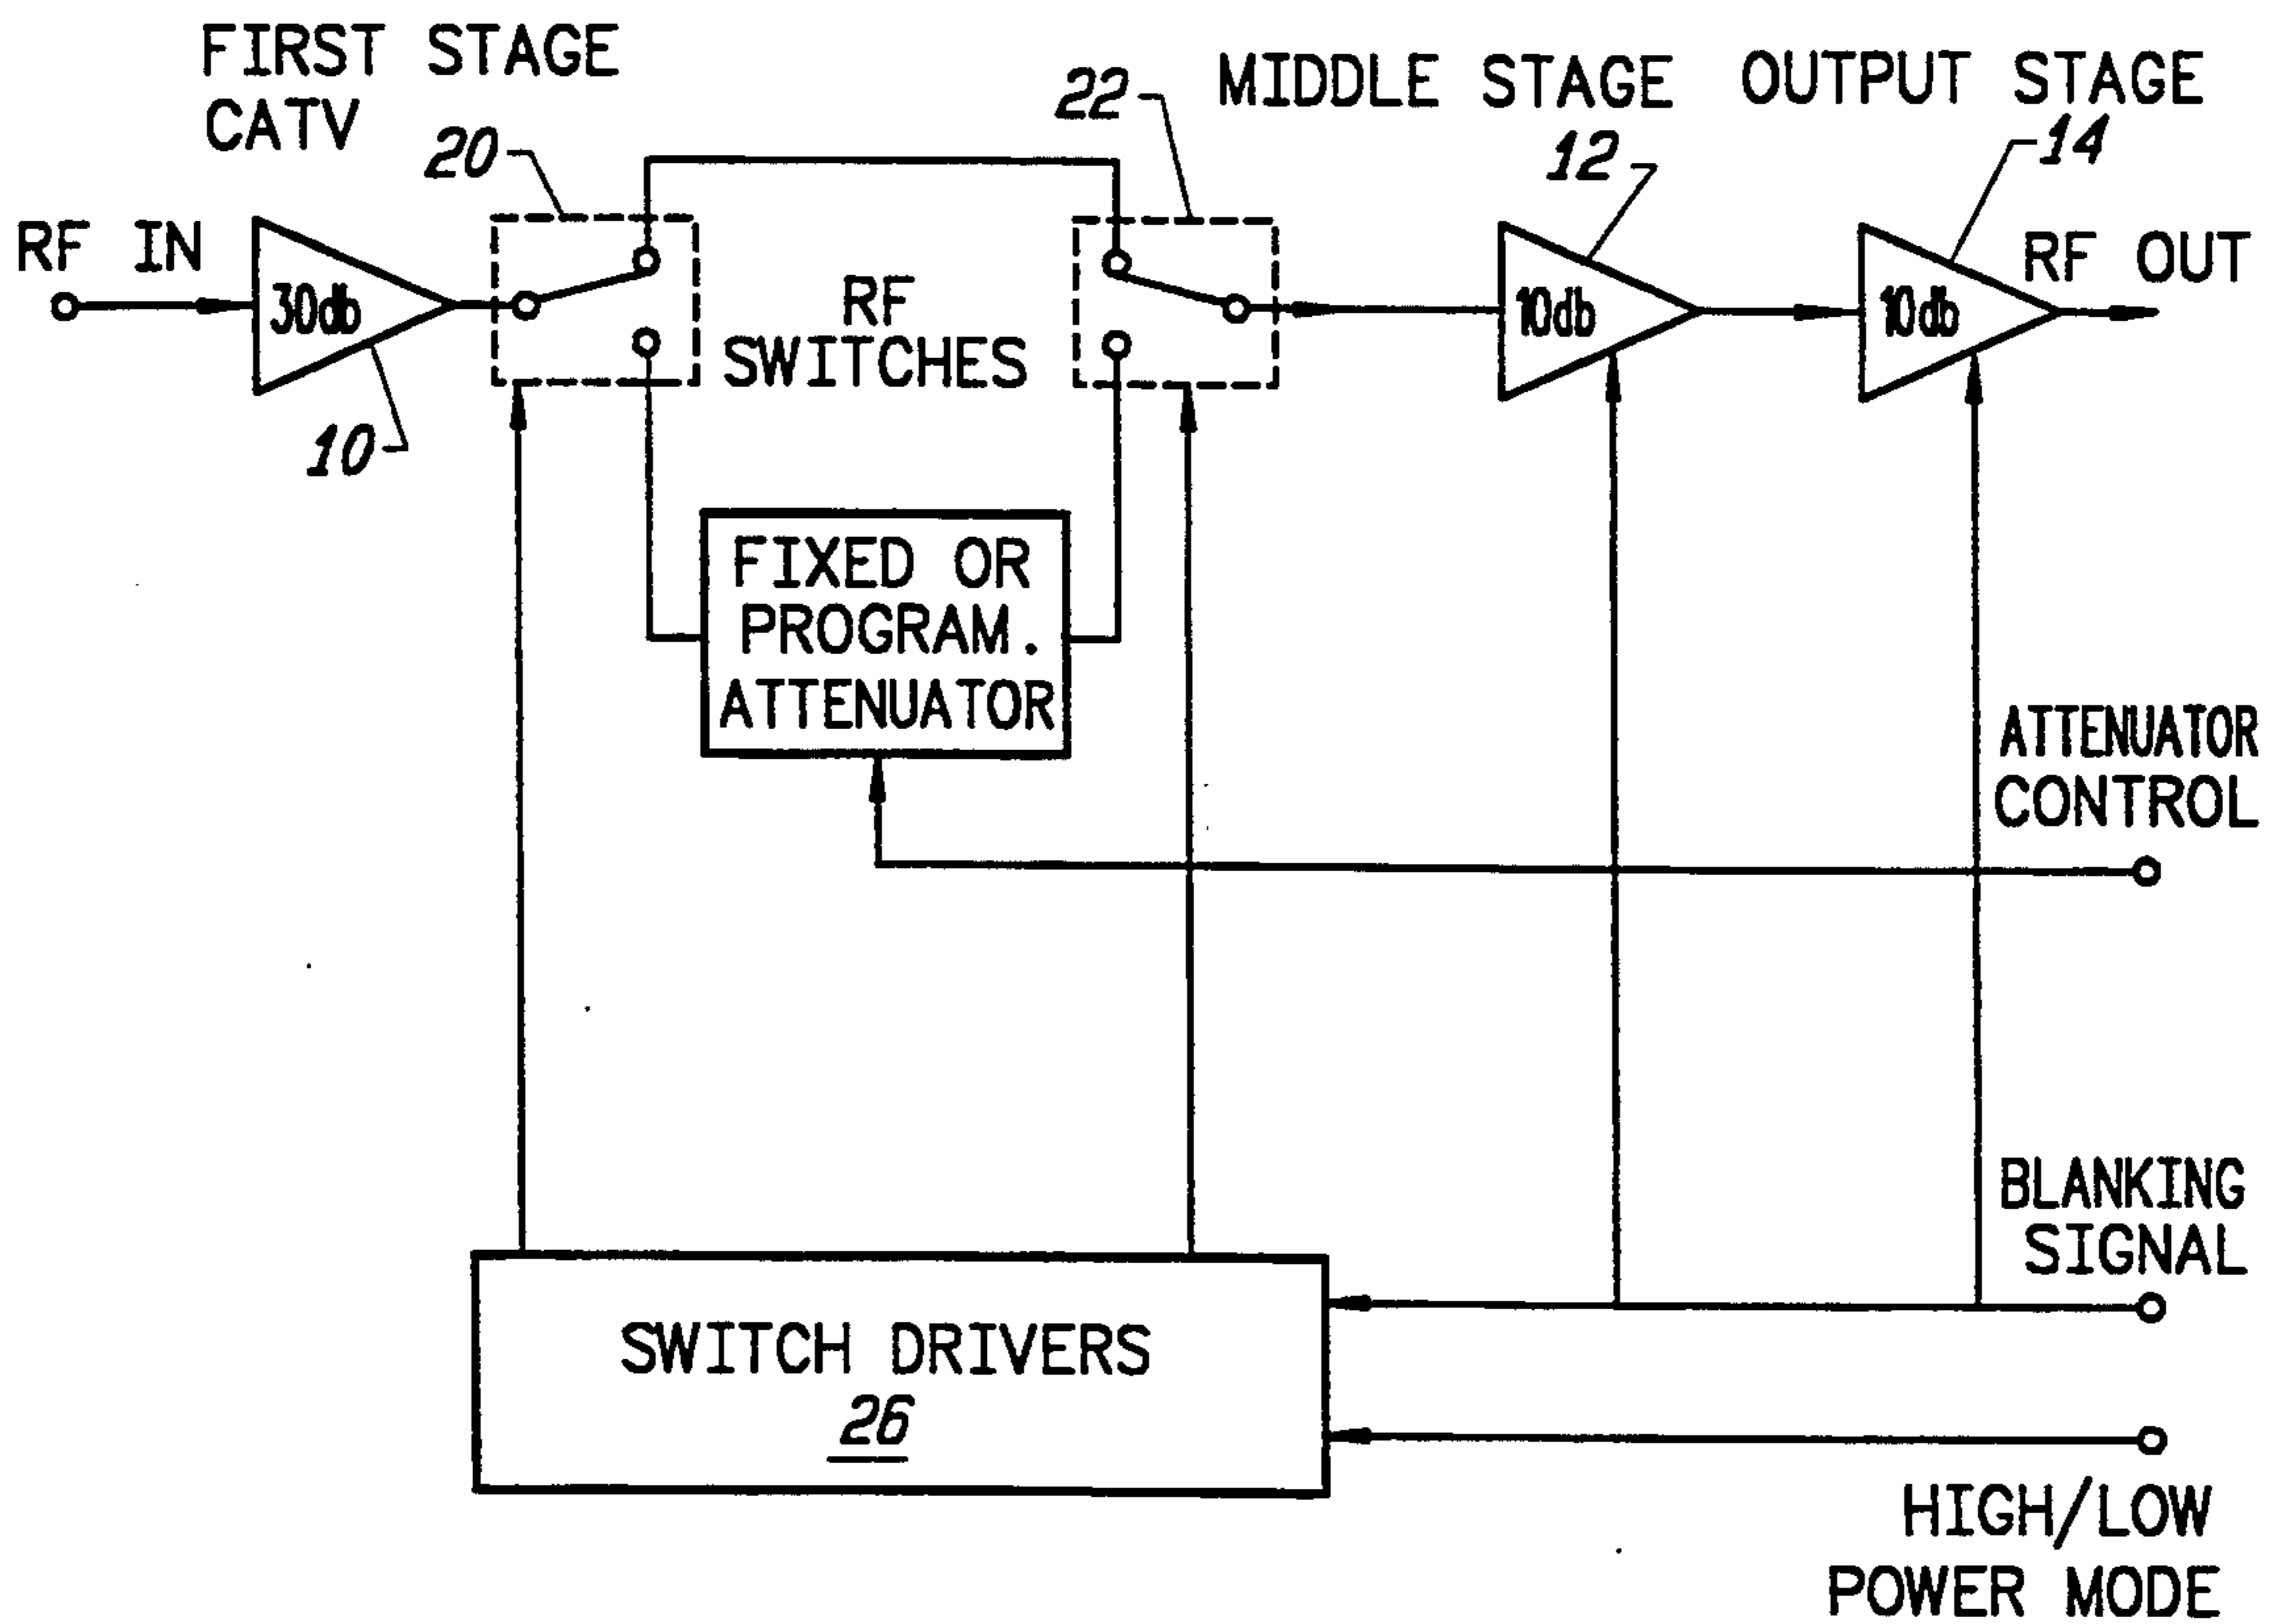 FIRST STAGE
CATV
20
22
MIDDLE STAGE
12
OUTPUT STAGE
14
RF IN
30db
10
RF
SWITCHES
10db
10db
RF OUT
FIXED OR
PROGRAM.
ATTENUATOR
ATTENUATOR
CONTROL
BLANKING
SIGNAL
SWITCH DRIVERS
26
HIGH/LOW
POWER MODE